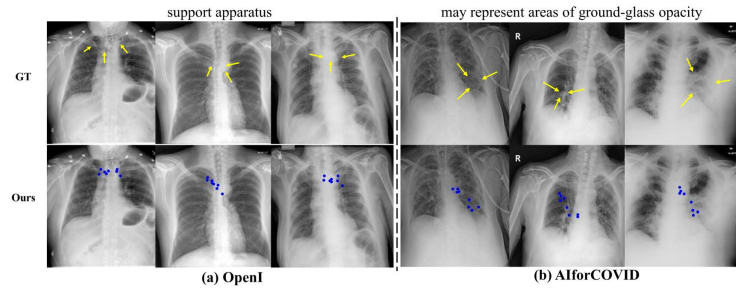 support apparatus
may represent areas of ground-glass opacity
GT
R
Ours
R
(a) OpenI
(b) AIforCOVID